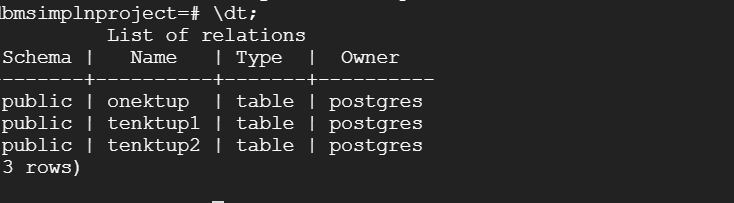 dbmsimplnproject=# \dt;
List of relations
Schema | Name | Type | Owner
--------+----------+-------+----------
public | onektup | table | postgres
public | tenktup1 | table | postgres
public | tenktup2 | table | postgres
3 rows)